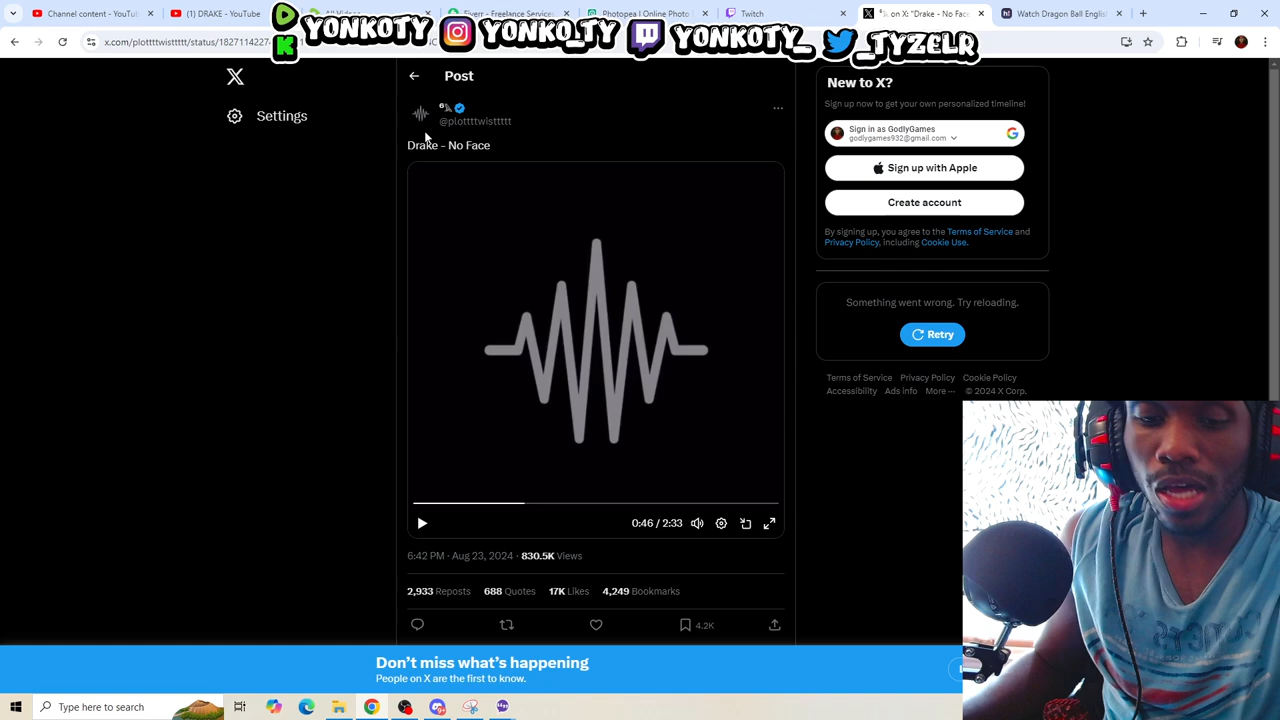 Channel content - YouTub
(1) DRAKE - YouTube
All Videos
Fiverr - Freelance Services
Photopea | Online Photo
Twitch
on X: "Drake - No Fac
Watch Dragon Ball English
YONKOTY
YONKO_TY
YONKOTY_
_TYZELR
Post
Settings
@plottttwisttttt
Drake - No Face
0:46 / 2:33
6:42 PM · Aug 23, 2024 · 830.5K Views
2,933 Reposts 688 Quotes 17K Likes 4,249 Bookmarks
4.2K
New to X?
Sign up now to get your own personalized timeline!
Sign in as GodlyGames
godlygames932@gmail.com
Sign up with Apple
Create account
By signing up, you agree to the Terms of Service and
Privacy Policy, including Cookie Use.
Something went wrong. Try reloading.
Retry
Terms of Service Privacy Policy Cookie Policy
Accessibility Ads info More ··· © 2024 X Corp.
Don't miss what's happening
People on X are the first to know.
Type here to search